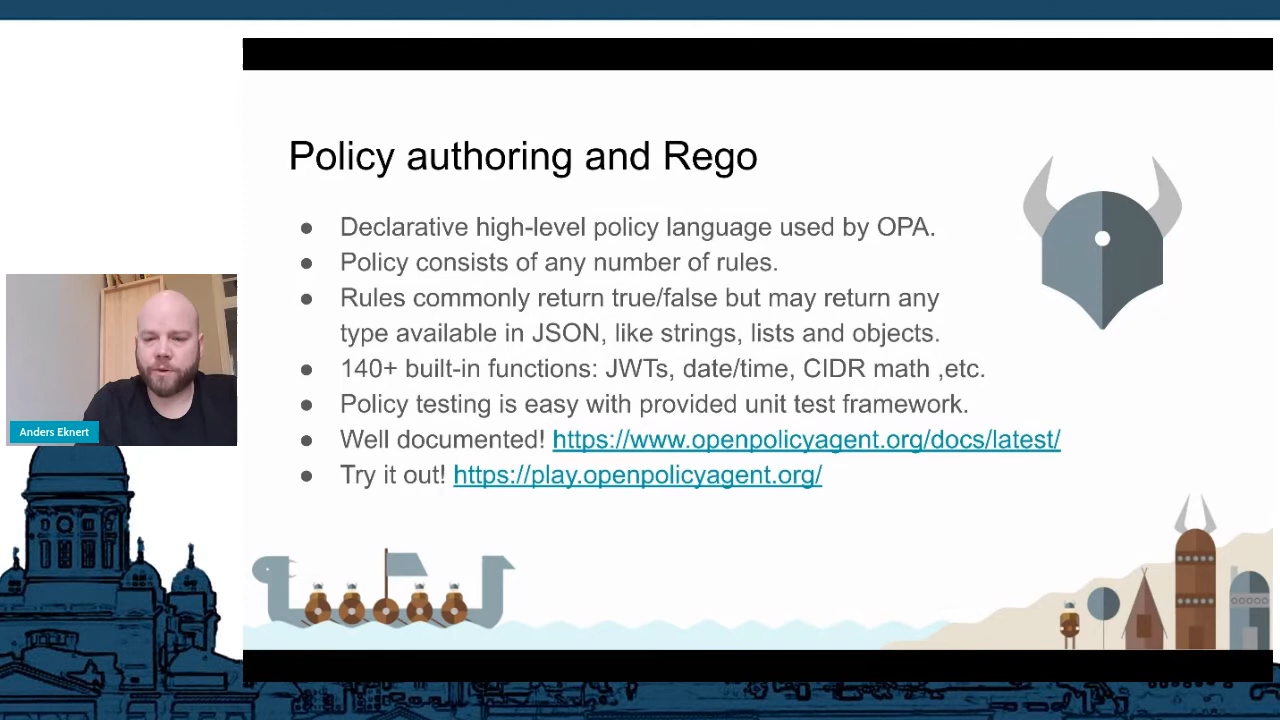 Policy authoring and Rego
● Declarative high-level policy language used by OPA.
● Policy consists of any number of rules.
● Rules commonly return true/false but may return any
type available in JSON, like strings, lists and objects.
● 140+ built-in functions: JWTs, date/time, CIDR math ,etc.
● Policy testing is easy with provided unit test framework.
● Well documented! https://www.openpolicyagent.org/docs/latest/
● Try it out! https://play.openpolicyagent.org/
Anders Eknert